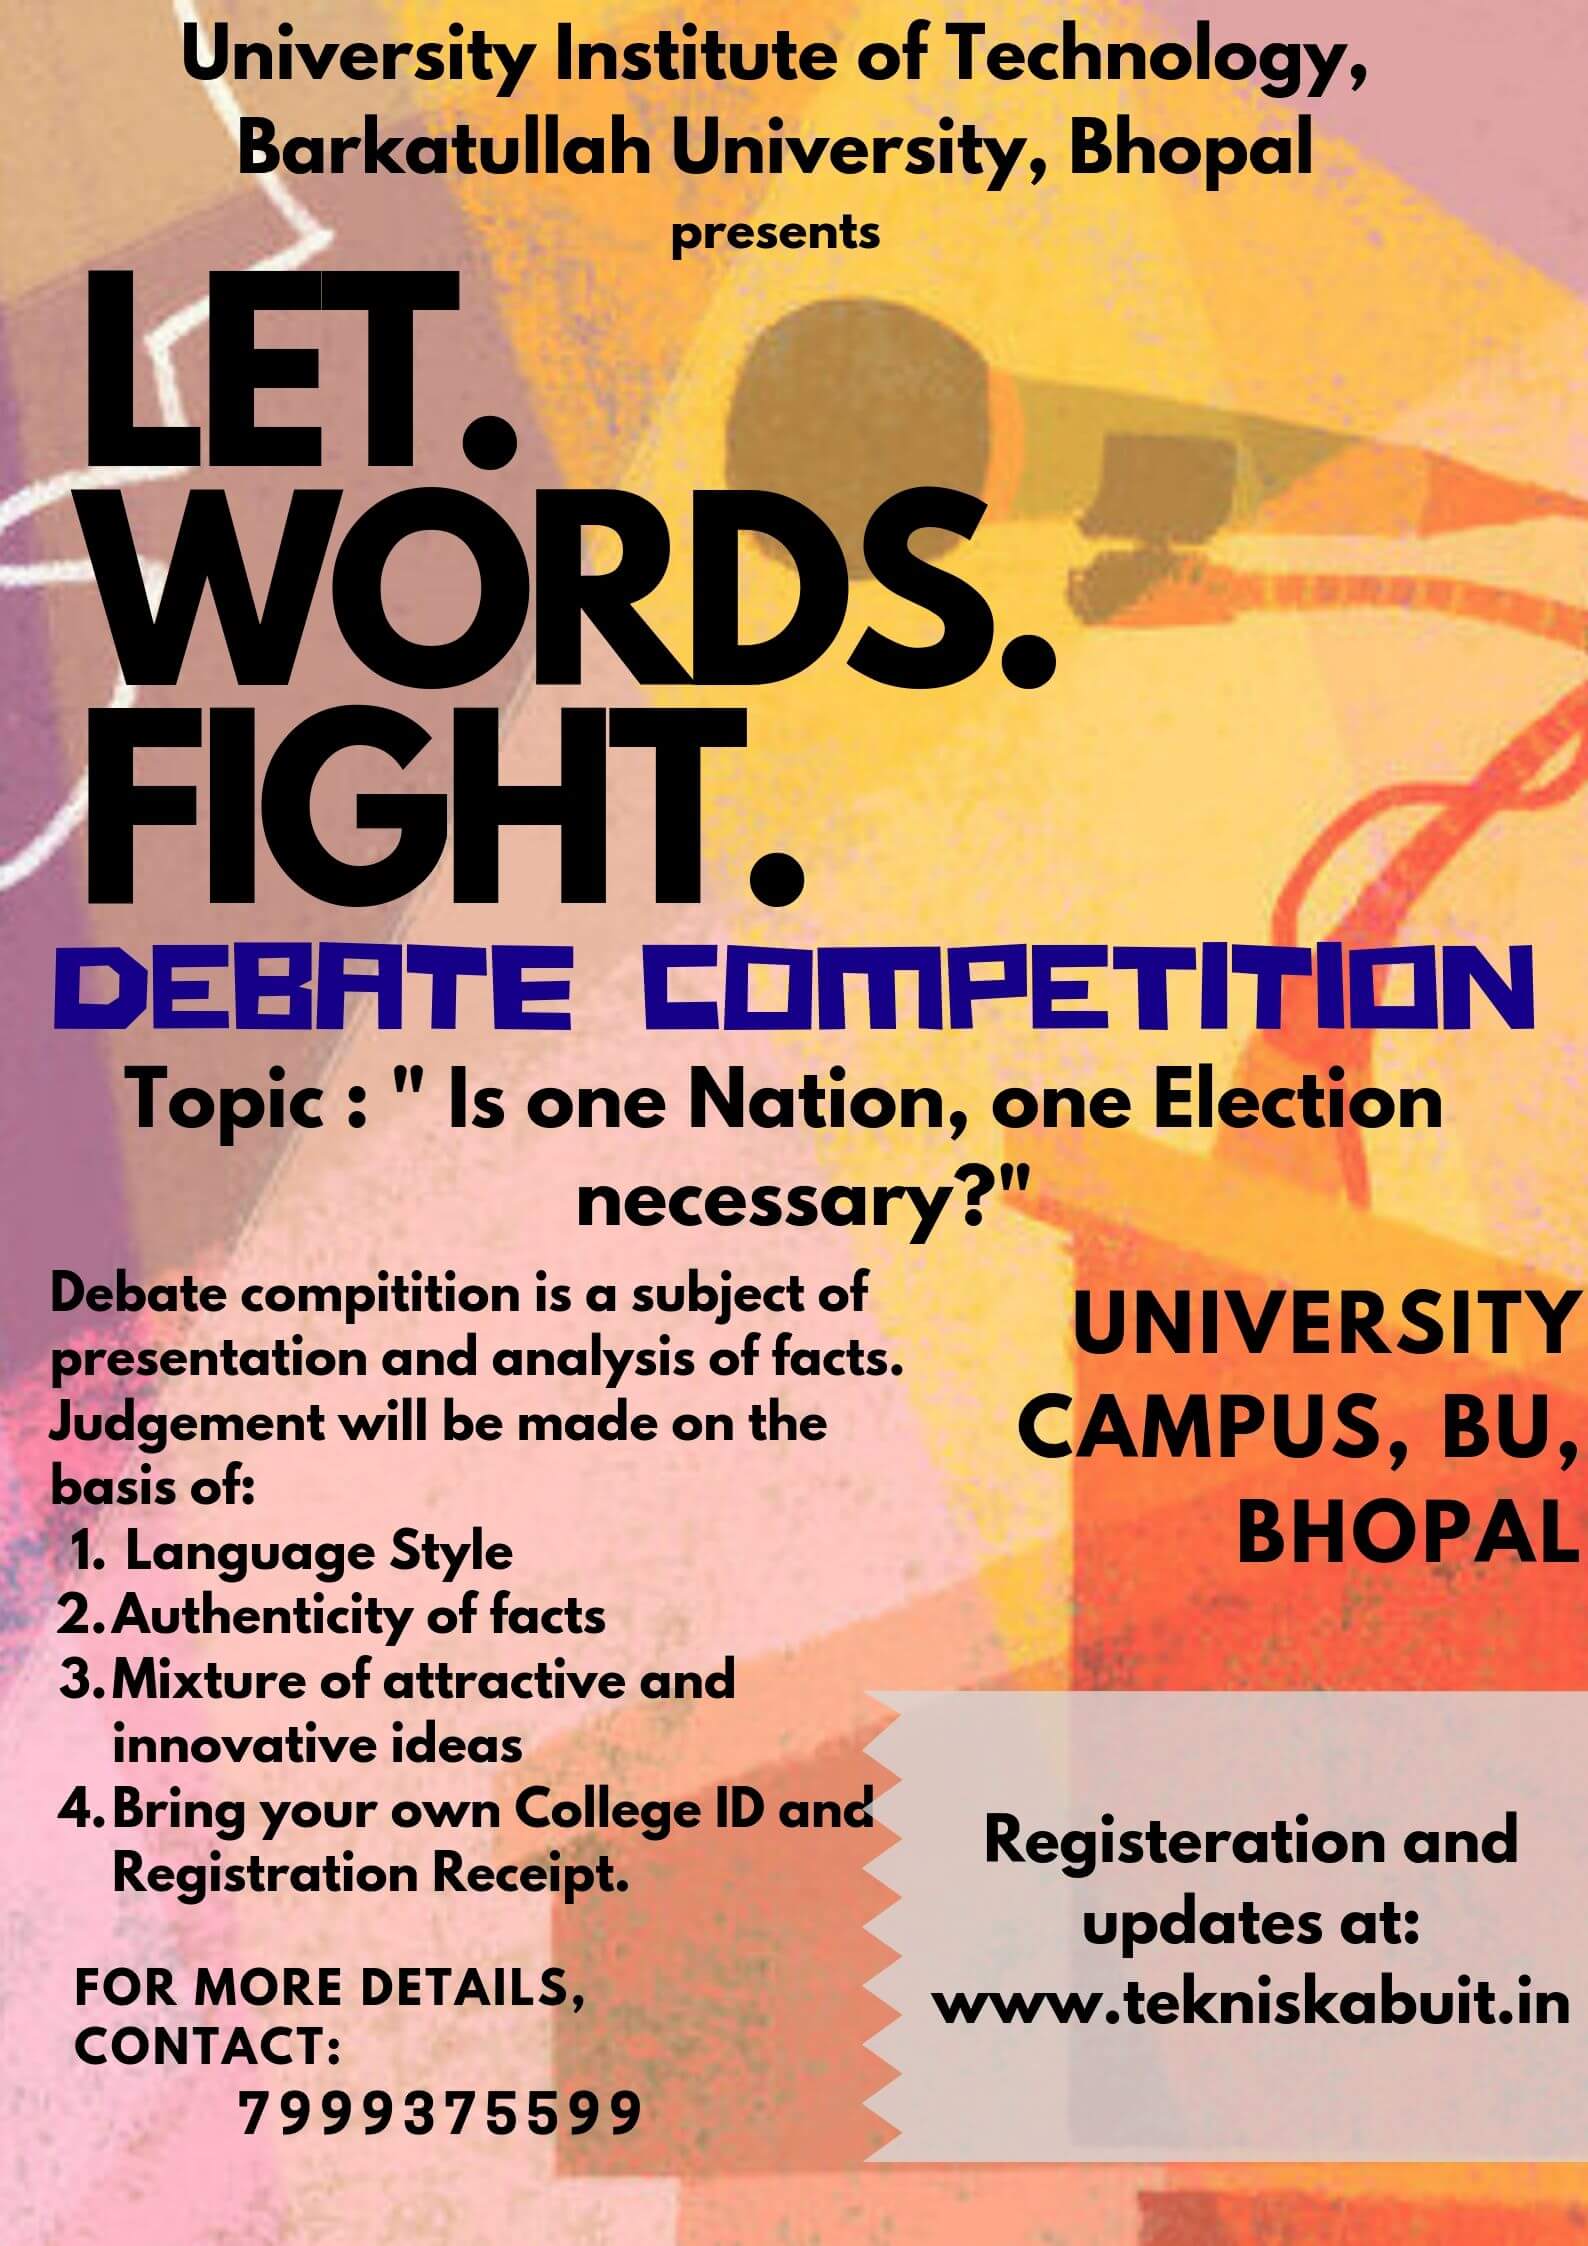 University Institute of Technology,
Barkatullah University, Bhopal
presents
LET.
WORDS.
FIGHT.
DEBATE COMPETITION
Topic : " Is one Nation, one Election
necessary?"
Debate compitition is a subject of
presentation and analysis of facts.
Judgement will be made on the
basis of:
1. Language Style
2. Authenticity of facts
3. Mixture of attractive and
innovative ideas
4. Bring your own College ID and
Registration Receipt.
UNIVERSITY
CAMPUS, BU,
BHOPAL
FOR MORE DETAILS,
CONTACT:
7999375599
Registeration and
updates at:
www.tekniskabuit.in